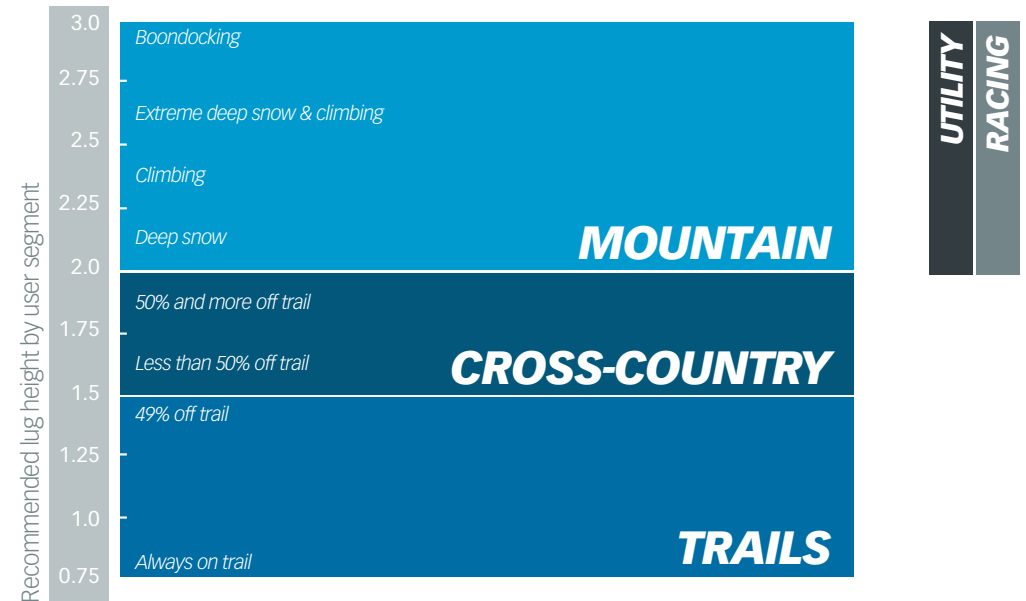 Recommended lug height by user segment
3.0
2.75
2.5
2.25
2.0
1.75
1.5
1.25
1.0
0.75
Boondocking
Extreme deep snow & climbing
Climbing
Deep snow
MOUNTAIN
50% and more off trail
Less than 50% off trail
CROSS-COUNTRY
49% off trail
Always on trail
TRAILS
UTILITY
RACING